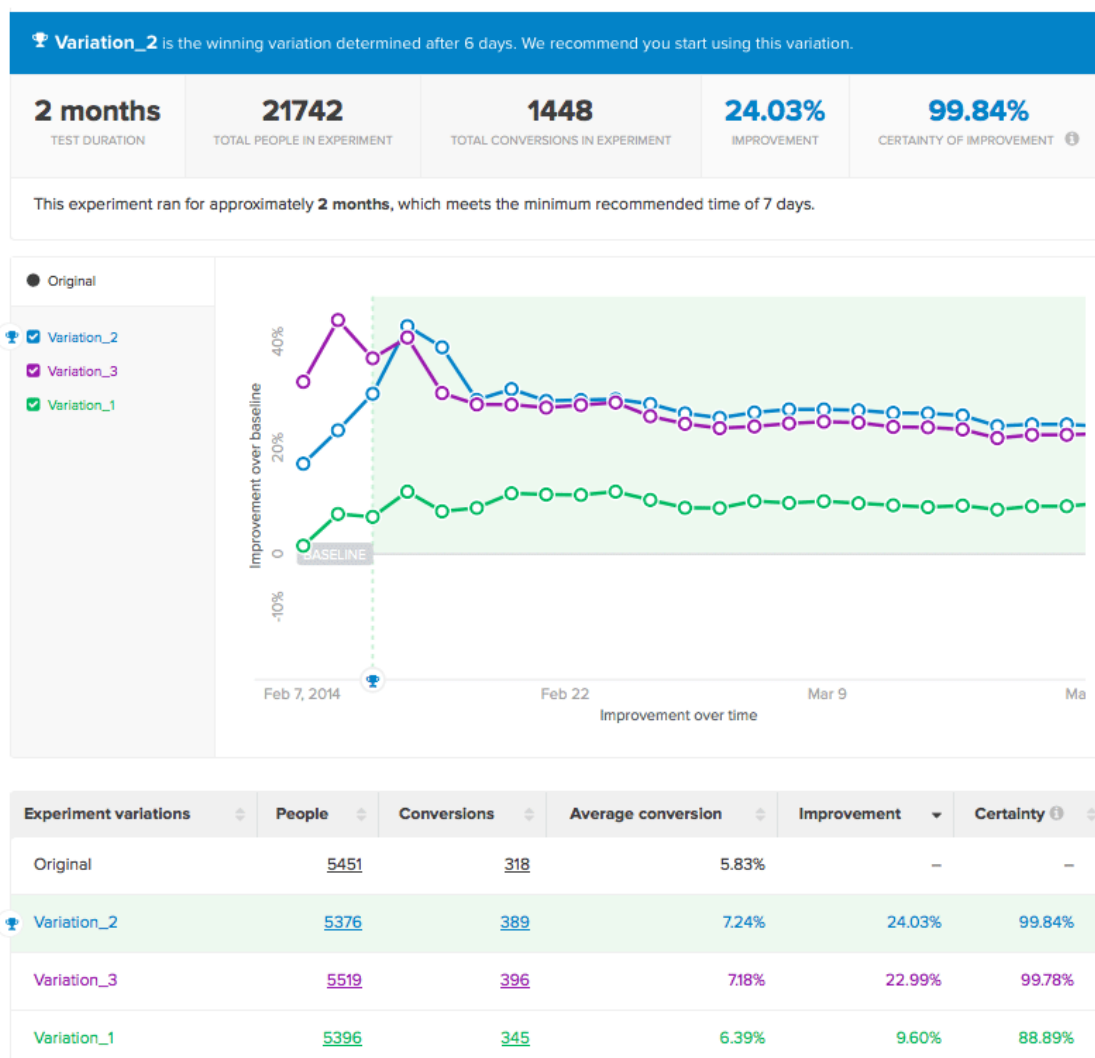 Variation_2 is the winning variation determined after 6 days. We recommend you start using this variation.
2 months 21742 1448 24.03% 99.84%
TEST DURATION TOTAL PEOPLE IN EXPERIMENT TOTAL CONVERSIONS IN EXPERIMENT IMPROVEMENT CERTAINTY OF IMPROVEMENT
This experiment ran for approximately 2 months, which meets the minimum recommended time of 7 days.
Original
Variation_2
Variation_3
Variation_1
Improvement over baseline
40%
20%
0
-10%
BASELINE
Feb 7, 2014 Feb 22 Mar 9 Ma
Improvement over time
Experiment variations People Conversions Average conversion Improvement Certainty
Original 5451 318 5.83% – –
Variation_2 5376 389 7.24% 24.03% 99.84%
Variation_3 5519 396 7.18% 22.99% 99.78%
Variation_1 5396 345 6.39% 9.60% 88.89%